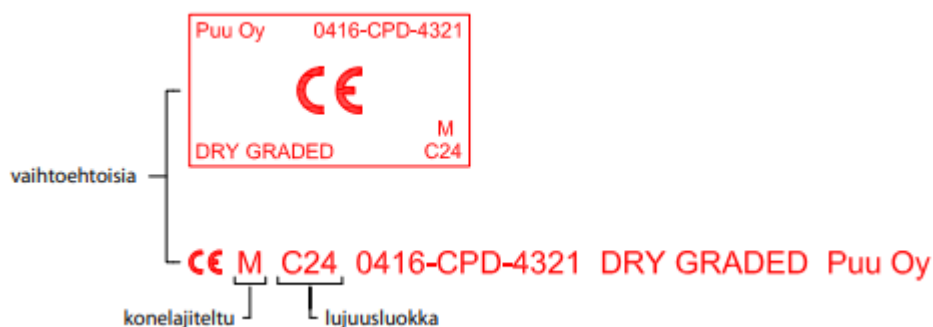 Puu Oy 0416-CPD-4321
CE
M
DRY GRADED C24
vaihtoehtoisia
CE M C24 0416-CPD-4321 DRY GRADED Puu Oy
konelajiteltu lujuusluokka